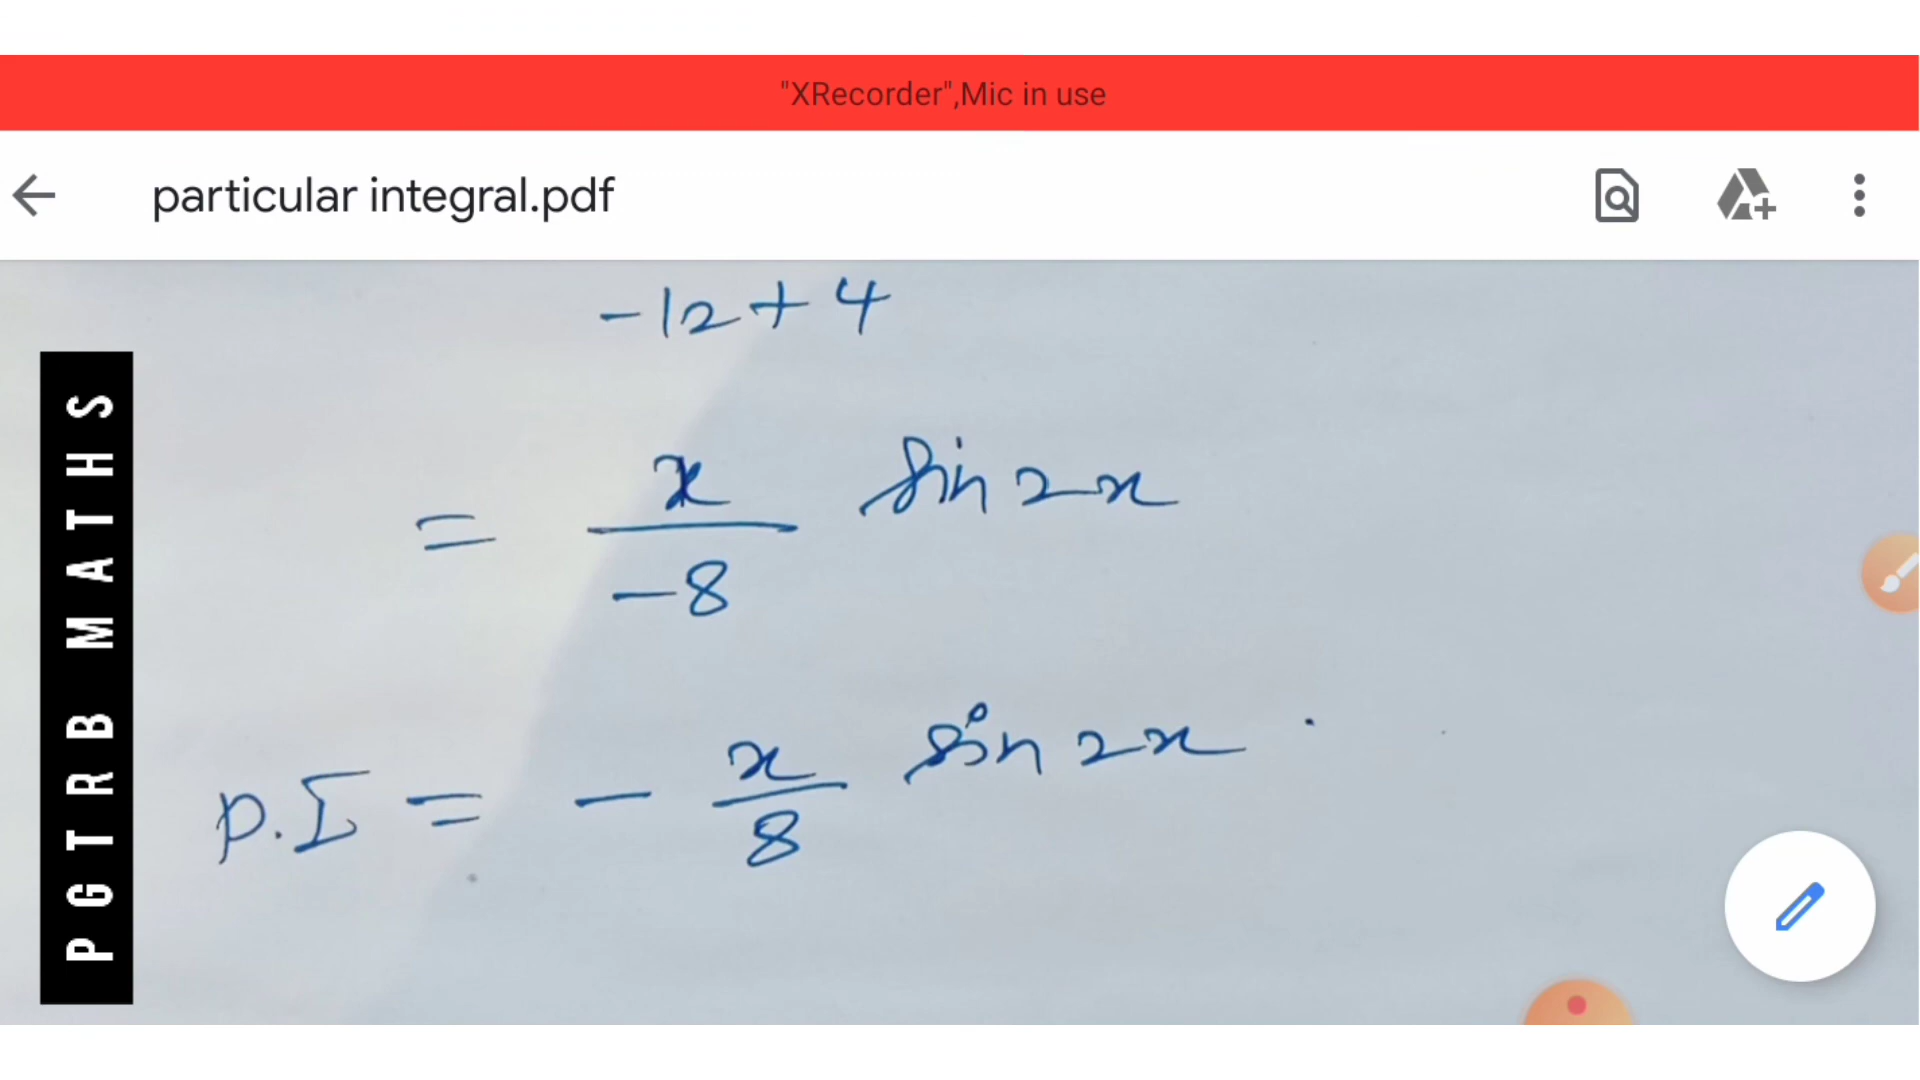 "XRecorder",Mic in use
particular integral.pdf
PGTRB MATHS
-12+4
= x/-8 sin 2x
P.I = - x/8 sin 2x .